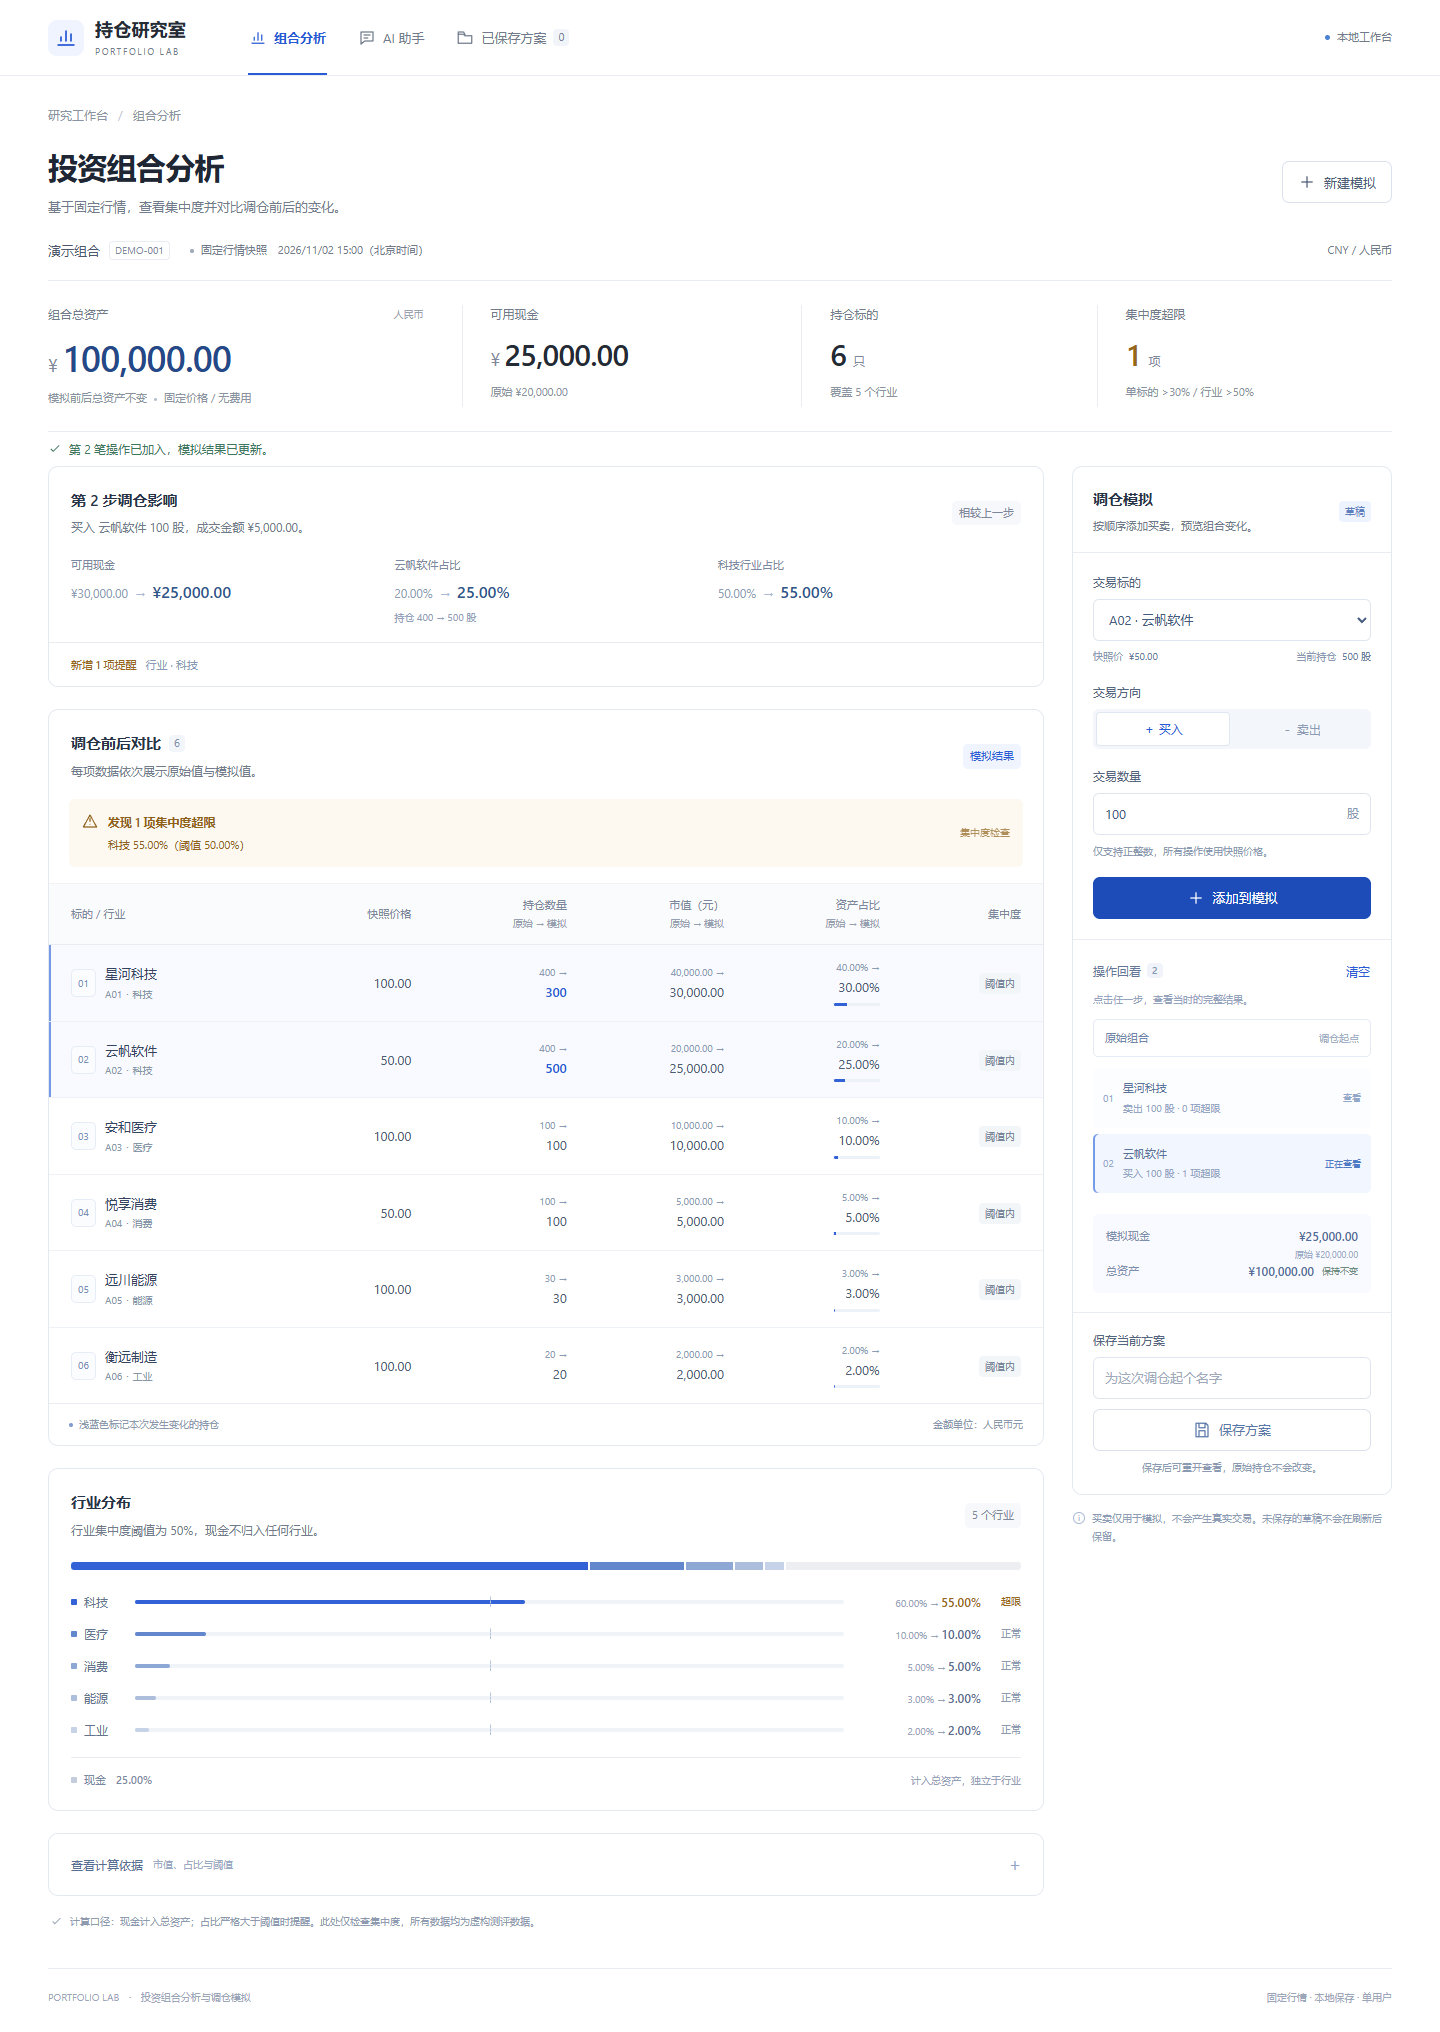 持仓研究室
PORTFOLIO LAB
组合分析
AI 助手
已保存方案 0
本地工作台
研究工作台 / 组合分析
投资组合分析
基于固定行情，查看集中度并对比调仓前后的变化。
新建模拟
演示组合 DEMO-001 固定行情快照 2026/11/02 15:00（北京时间）
CNY / 人民币
组合总资产 人民币
¥ 100,000.00
模拟前后总资产不变 • 固定价格 / 无费用
可用现金
¥ 25,000.00
原始 ¥20,000.00
持仓标的
6 只
覆盖 5 个行业
集中度超限
1 项
单标的 >30% / 行业 >50%
第 2 笔操作已加入，模拟结果已更新。
第 2 步调仓影响
买入 云帆软件 100 股，成交金额 ¥5,000.00。
相较上一步
可用现金
¥30,000.00 → ¥25,000.00
云帆软件占比
20.00% → 25.00%
持仓 400 → 500 股
科技行业占比
50.00% → 55.00%
新增 1 项提醒 行业 · 科技
调仓前后对比 6
每项数据依次展示原始值与模拟值。
模拟结果
发现 1 项集中度超限
科技 55.00%（阈值 50.00%）
集中度检查
标的 / 行业
快照价格
持仓数量
原始 → 模拟
市值（元）
原始 → 模拟
资产占比
原始 → 模拟
集中度
01 星河科技
A01 · 科技
100.00
400 →
300
40,000.00 →
30,000.00
40.00% →
30.00%
阈值内
02 云帆软件
A02 · 科技
50.00
400 →
500
20,000.00 →
25,000.00
20.00% →
25.00%
阈值内
03 安和医疗
A03 · 医疗
100.00
100 →
100
10,000.00 →
10,000.00
10.00% →
10.00%
阈值内
04 悦享消费
A04 · 消费
50.00
100 →
100
5,000.00 →
5,000.00
5.00% →
5.00%
阈值内
05 远川能源
A05 · 能源
100.00
30 →
30
3,000.00 →
3,000.00
3.00% →
3.00%
阈值内
06 衡远制造
A06 · 工业
100.00
20 →
20
2,000.00 →
2,000.00
2.00% →
2.00%
阈值内
浅蓝色标记本次发生变化的持仓
金额单位：人民币元
行业分布
行业集中度阈值为 50%，现金不归入任何行业。
5 个行业
科技 60.00% → 55.00% 超限
医疗 10.00% → 10.00% 正常
消费 5.00% → 5.00% 正常
能源 3.00% → 3.00% 正常
工业 2.00% → 2.00% 正常
现金 25.00%
计入总资产，独立于行业
查看计算依据 市值、占比与阈值 +
计算口径：现金计入总资产；占比严格大于阈值时提醒。此处仅检查集中度，所有数据均为虚构测评数据。
调仓模拟
按顺序添加买卖，预览组合变化。
草稿
交易标的
A02 · 云帆软件
快照价 ¥50.00 当前持仓 500 股
交易方向
+ 买入
- 卖出
交易数量
100 股
仅支持正整数，所有操作使用快照价格。
添加到模拟
操作回看 2 清空
点击任一步，查看当时的完整结果。
原始组合 调仓起点
01 星河科技
卖出 100 股 · 0 项超限
查看
02 云帆软件
买入 100 股 · 1 项超限
正在查看
模拟现金 ¥25,000.00
原始 ¥20,000.00
总资产 ¥100,000.00 保持不变
保存当前方案
为这次调仓起个名字
保存方案
保存后可重开查看，原始持仓不会改变。
买卖仅用于模拟，不会产生真实交易。未保存的草稿不会在刷新后
保留。
PORTFOLIO LAB · 投资组合分析与调仓模拟
固定行情 · 本地保存 · 单用户